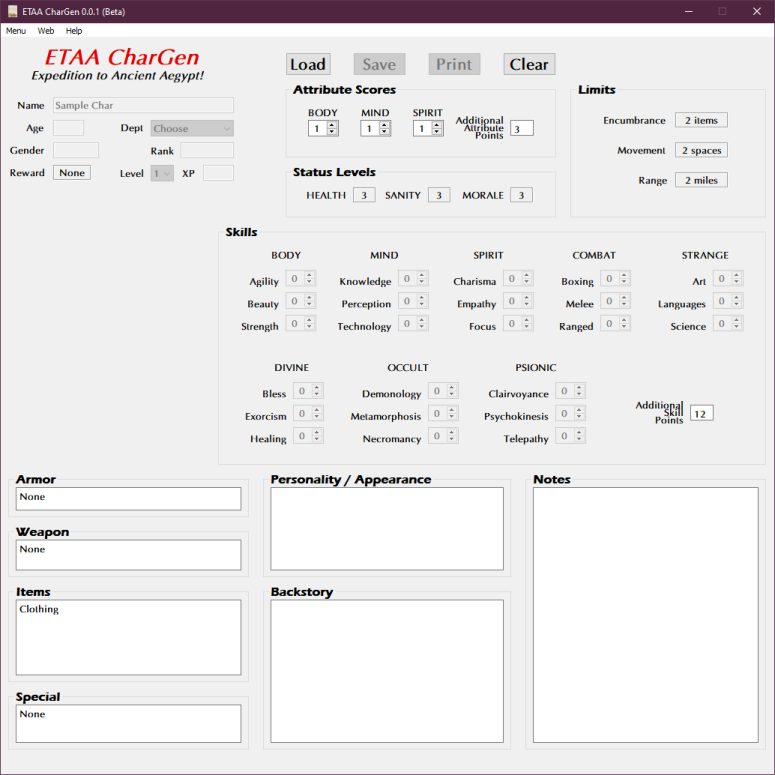 ETAA CharGen 0.0.1 (Beta)
Menu Web Help
ETAA CharGen
Expedition to Ancient Aegypt!
Load Save Print Clear
Name Sample Char
Age Dept Choose
Gender Rank
Reward None Level 1 XP
Attribute Scores
BODY MIND SPIRIT
1 1 1
Additional
Attribute
Points
3
Limits
Encumbrance 2 items
Movement 2 spaces
Range 2 miles
Status Levels
HEALTH 3 SANITY 3 MORALE 3
Skills
BODY MIND SPIRIT COMBAT STRANGE
Agility 0 Knowledge 0 Charisma 0 Boxing 0 Art 0
Beauty 0 Perception 0 Empathy 0 Melee 0 Languages 0
Strength 0 Technology 0 Focus 0 Ranged 0 Science 0
DIVINE OCCULT PSIONIC
Bless 0 Demonology 0 Clairvoyance 0
Exorcism 0 Metamorphosis 0 Psychokinesis 0
Healing 0 Necromancy 0 Telepathy 0
Additional
Skill
Points
12
Armor
None
Weapon
None
Items
Clothing
Special
None
Personality / Appearance
Backstory
Notes